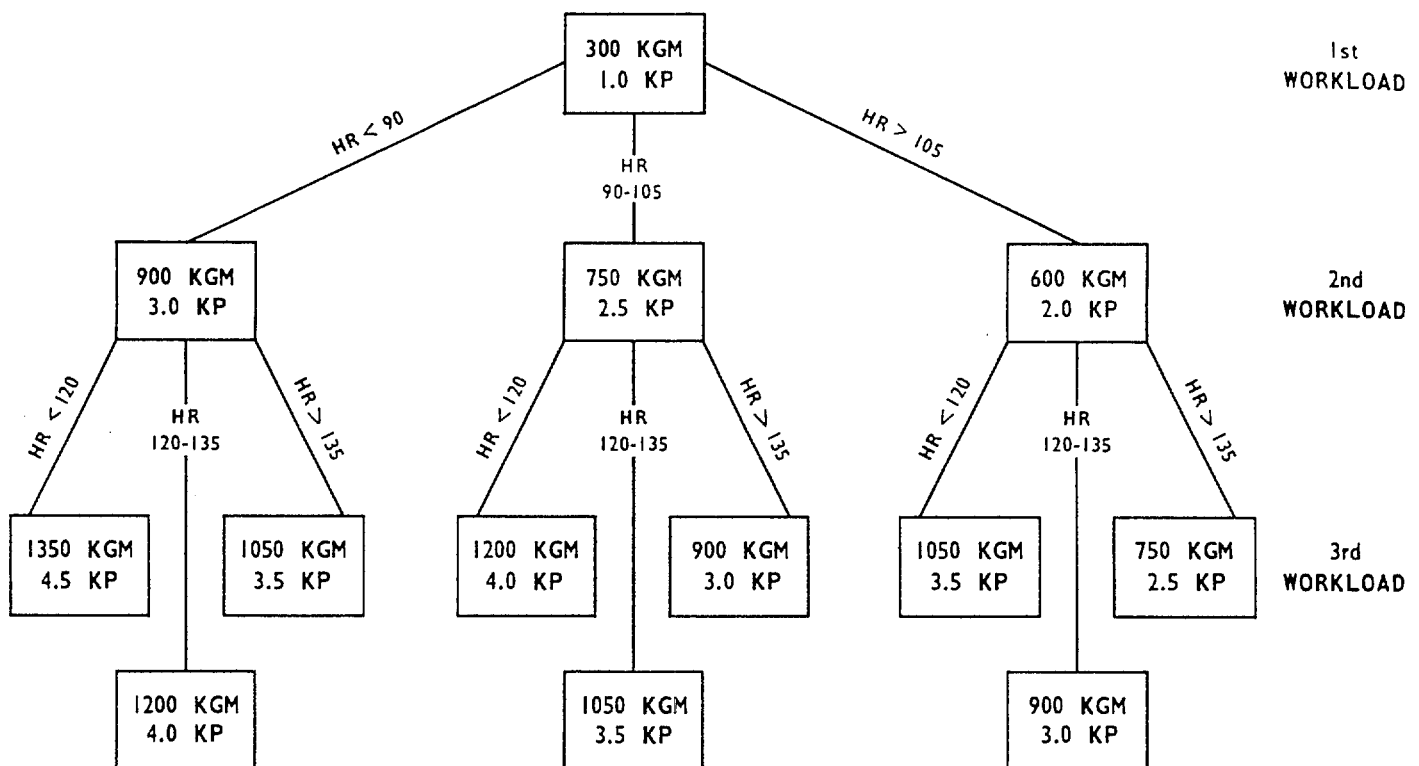 300 KGM
1.0 KP
1st
WORKLOAD
HR < 90
HR
90-105
HR > 105
900 KGM
3.0 KP
750 KGM
2.5 KP
600 KGM
2.0 KP
2nd
WORKLOAD
HR < 120
HR
120-135
HR > 135
HR < 120
HR
120-135
HR > 135
HR < 120
HR
120-135
HR > 135
1350 KGM
4.5 KP
1050 KGM
3.5 KP
1200 KGM
4.0 KP
900 KGM
3.0 KP
1050 KGM
3.5 KP
750 KGM
2.5 KP
3rd
WORKLOAD
1200 KGM
4.0 KP
1050 KGM
3.5 KP
900 KGM
3.0 KP